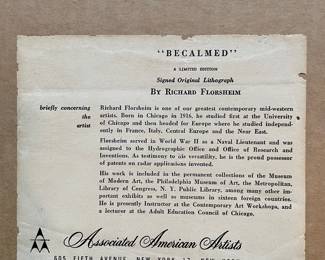 "BECALMED"
A LIMITED EDITION
Signed Original Lithograph
BY RICHARD FLORSHEIM
briefly concerning
the
artist
Richard Florsheim is one of our greatest contemporary mid-western
artists. Born in Chicago in 1916, he studied first at the University
of Chicago and then headed for Europe where he studied independ-
ently in France, Italy, Central Europe and the Near East.
Florsheim served in World War II as a Naval Lieutenant and was
assigned to the Hydrographic Office and Office of Research and
Inventions. As testimony to his versatility, he is the proud possessor
of patents on radar applications invented.
His work is included in the permanent collections of the Museum
of Modern Art, the Philadelphia Museum of Art, the Metropolitan,
Library of Congress, N. Y. Public Library, among many other im-
portant exhibits as well as museums in sixteen foreign countries.
He is presently Instructor at the Contemporary Art Workshops, and
a lecturer at the Adult Education Council of Chicago.
Associated American Artists
605 FIFTH AVENUE, NEW YORK 17, NEW YORK